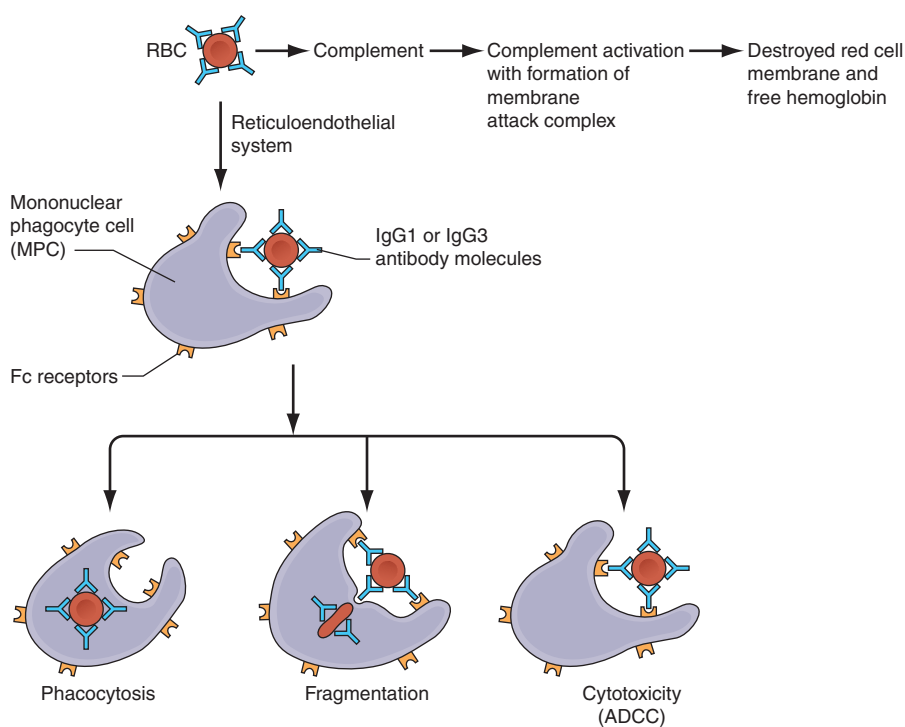 RBC
Complement
Complement activation
with formation of
membrane
attack complex
Destroyed red cell
membrane and
free hemoglobin
Reticuloendothelial
system
Mononuclear
phagocyte cell
(MPC)
IgG1 or IgG3
antibody molecules
Fc receptors
Phacocytosis
Fragmentation
Cytotoxicity
(ADCC)